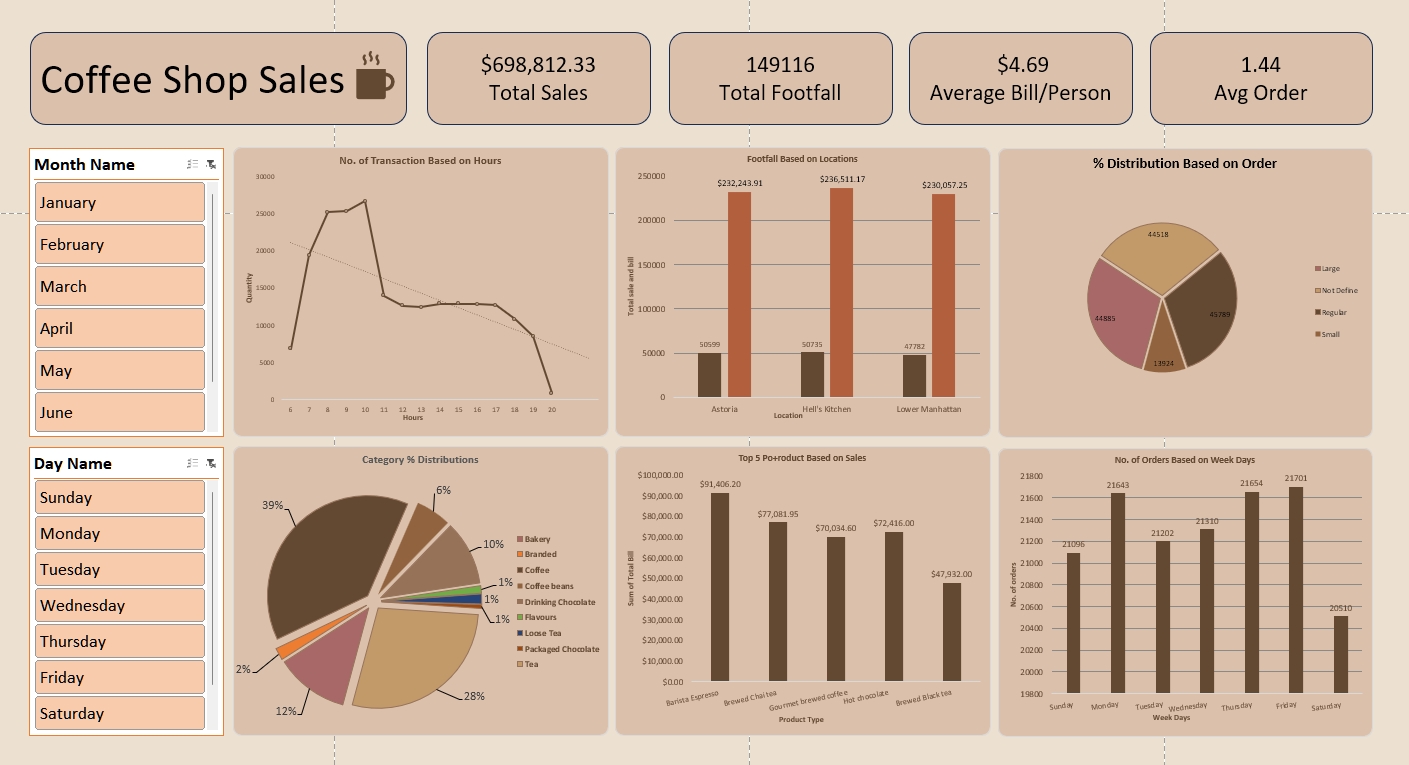 Coffee Shop Sales
$698,812.33
Total Sales
149116
Total Footfall
$4.69
Average Bill/Person
1.44
Avg Order
Month Name
January
February
March
April
May
June
No. of Transaction Based on Hours
30000
25000
20000
15000
10000
5000
0
Quantity
6 7 8 9 10 11 12 13 14 15 16 17 18 19 20
Hours
Footfall Based on Locations
250000
200000
150000
100000
50000
0
Total sale and bill
$232,243.91
$236,511.17
$230,057.25
50599
50735
47782
Astoria
Hell's Kitchen
Lower Manhattan
Location
% Distribution Based on Order
44518
45789
13924
44885
Large
Not Define
Regular
Small
Day Name
Sunday
Monday
Tuesday
Wednesday
Thursday
Friday
Saturday
Category % Distributions
39%
6%
10%
1%
1%
1%
28%
12%
2%
Bakery
Branded
Coffee
Coffee beans
Drinking Chocolate
Flavours
Loose Tea
Packaged Chocolate
Tea
Top 5 Po+roduct Based on Sales
$100,000.00
$90,000.00
$80,000.00
$70,000.00
$60,000.00
$50,000.00
$40,000.00
$30,000.00
$20,000.00
$10,000.00
$0.00
Sum of Total Bill
$91,406.20
$77,081.95
$70,034.60
$72,416.00
$47,932.00
Barista Espresso
Brewed Chai tea
Gourmet brewed coffee
Hot chocolate
Brewed Black tea
Product Type
No. of Orders Based on Week Days
21800
21600
21400
21200
21000
20800
20600
20400
20200
20000
19800
No. of orders
21096
21643
21202
21310
21654
21701
20510
Sunday
Monday
Tuesday
Wednesday
Thursday
Friday
Saturday
Week Days